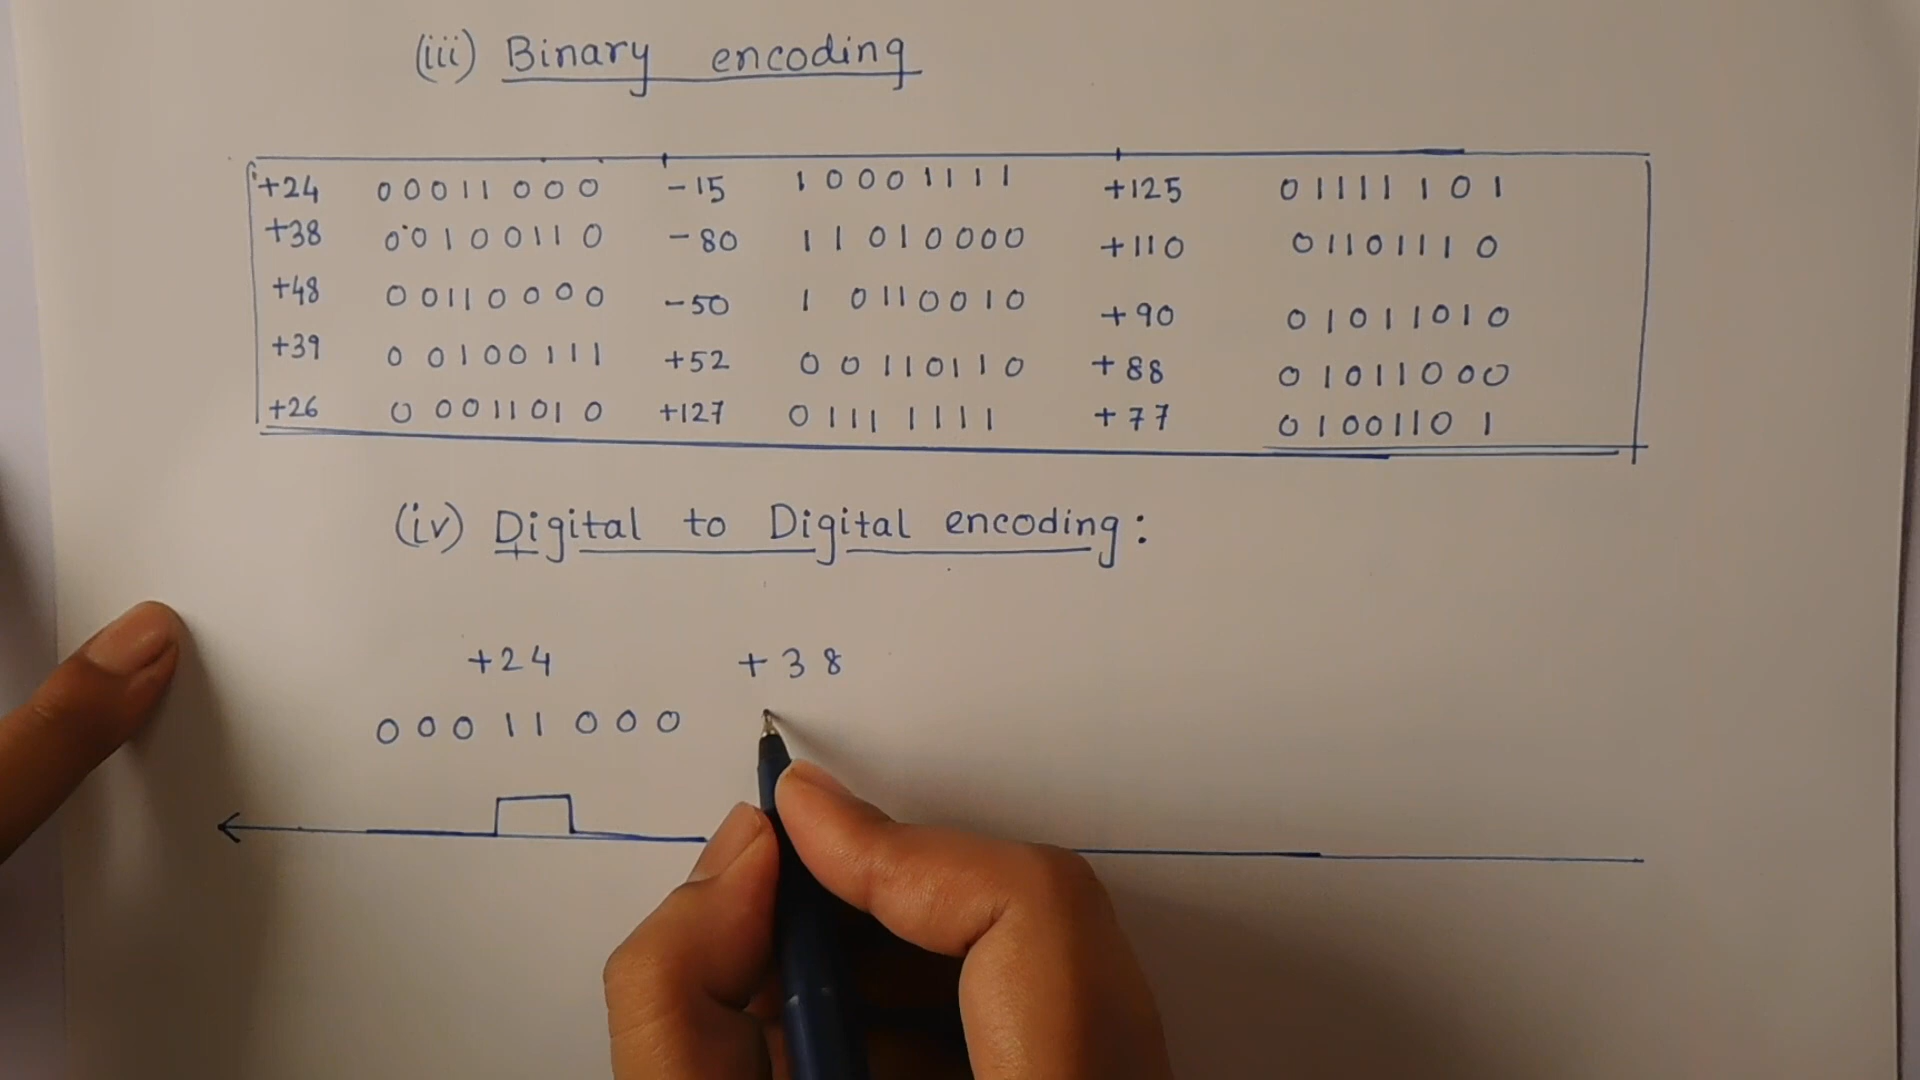 (iii) Binary encoding
+24 00011000 -15 10001111 +125 01111101
+38 00100110 -80 11010000 +110 01101110
+48 00110000 -50 10110010 +90 01011010
+39 00100111 +52 00110110 +88 01011000
+26 00011010 +127 01111111 +77 01001101
(iv) Digital to Digital encoding:
+24 +38
00011000